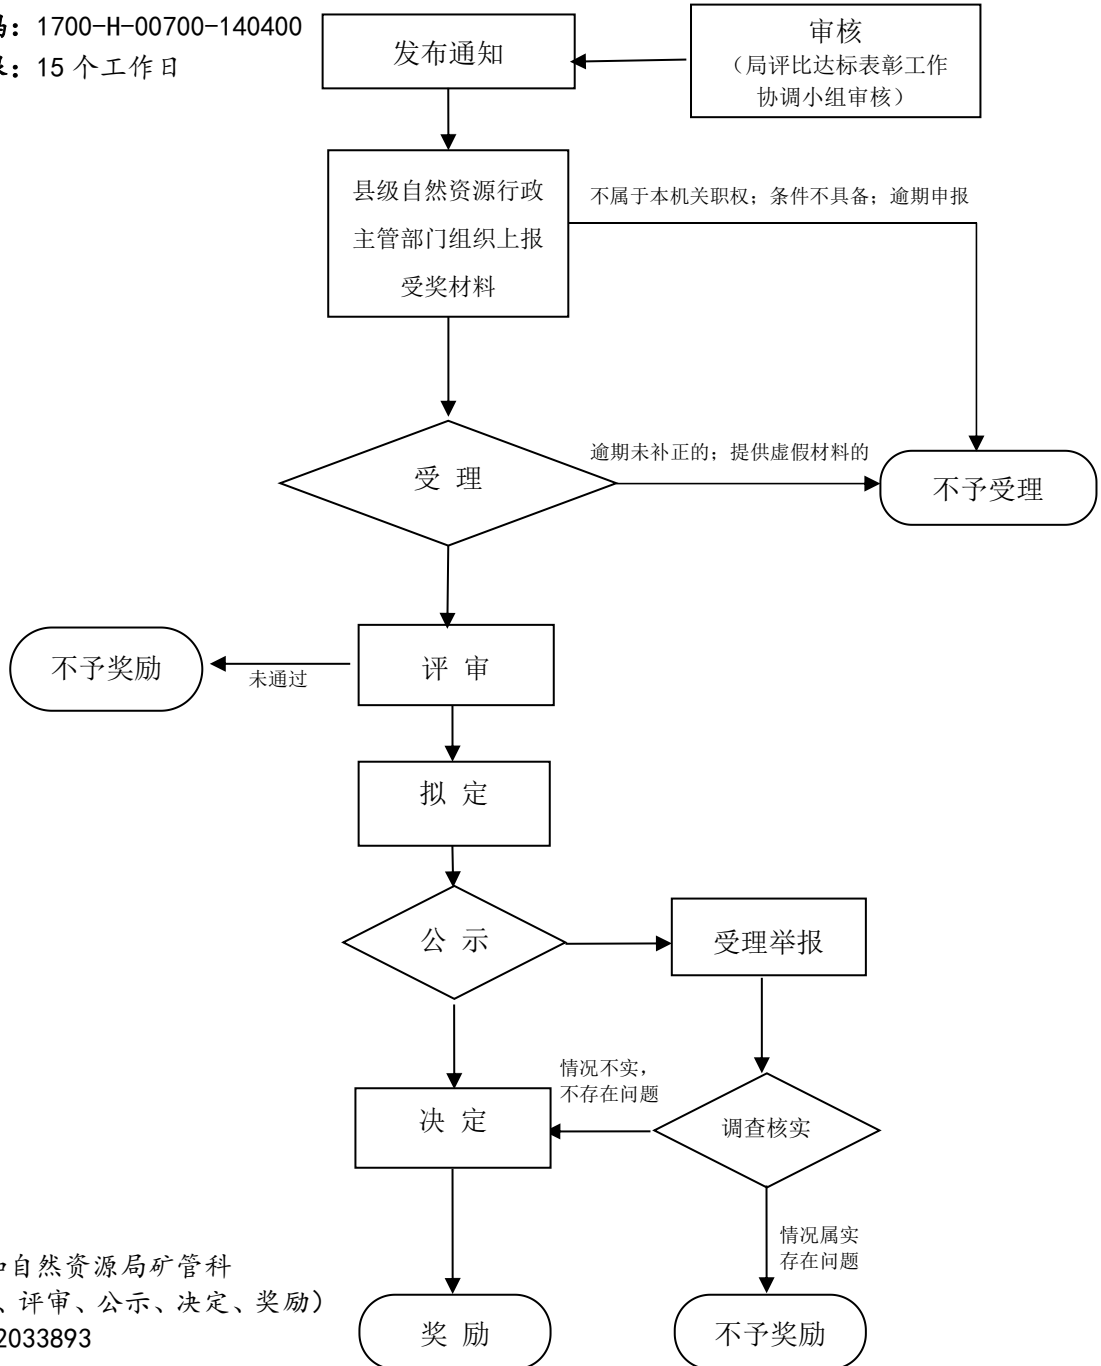 码：1700-H-00700-140400
限：15 个工作日
发布通知
审核
（局评比达标表彰工作
协调小组审核）
县级自然资源行政
主管部门组织上报
受奖材料
不属于本机关职权；条件不具备；逾期申报
受 理
逾期未补正的；提供虚假材料的
不予受理
不予奖励
未通过
评 审
拟 定
公 示
受理举报
情况不实，
不存在问题
决 定
调查核实
情况属实
存在问题
和自然资源局矿管科
、评审、公示、决定、奖励）
2033893
奖 励
不予奖励